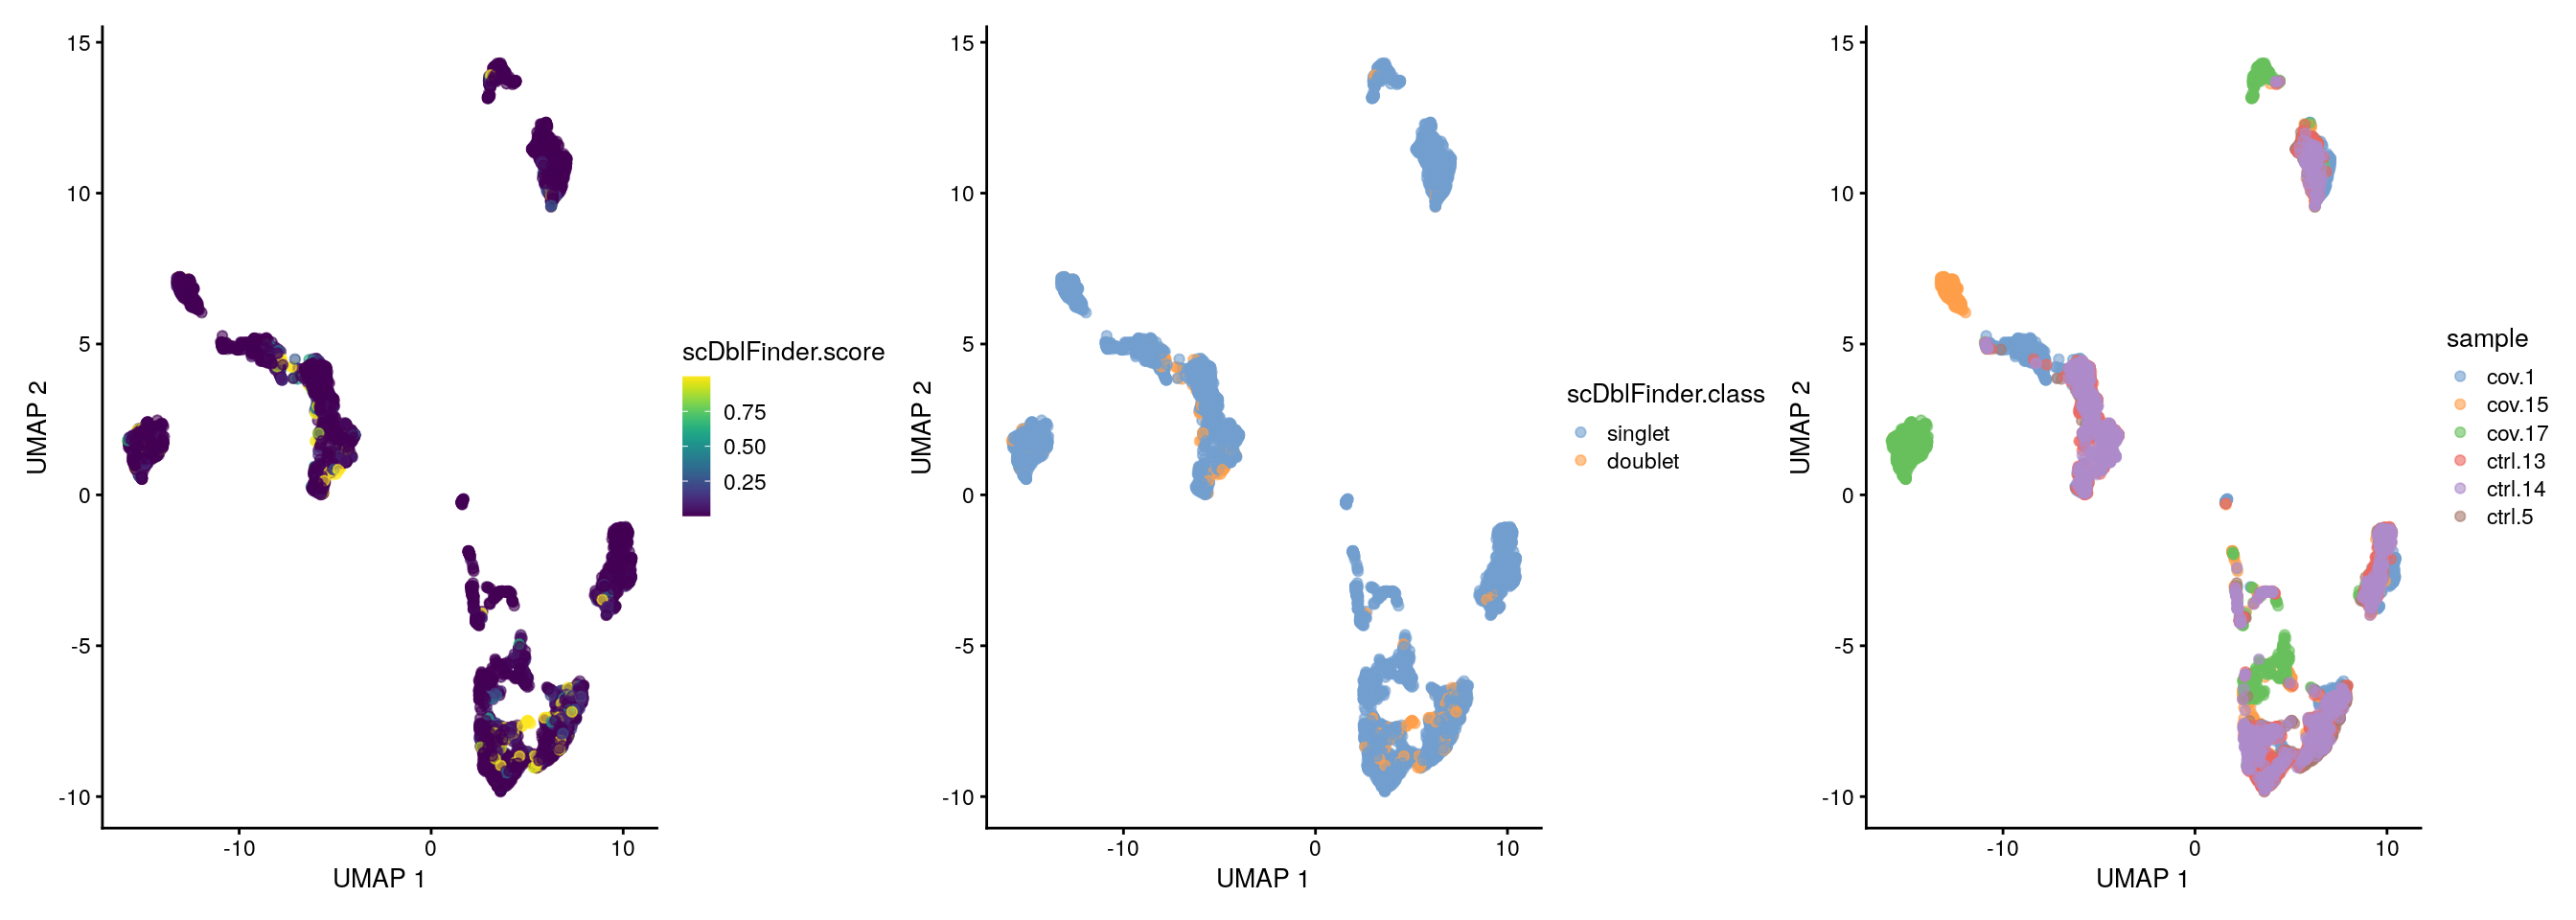 15
10
5
0
-5
-10
-10
0
10
UMAP 1
UMAP 2
scDblFinder.score
0.75
0.50
0.25
15
10
5
0
-5
-10
-10
0
10
UMAP 1
UMAP 2
scDblFinder.class
singlet
doublet
15
10
5
0
-5
-10
-10
0
10
UMAP 1
UMAP 2
sample
cov.1
cov.15
cov.17
ctrl.13
ctrl.14
ctrl.5